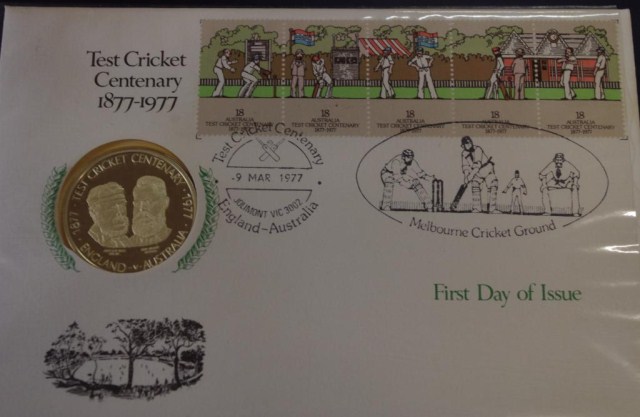 Test Cricket
Centenary
1877-1977
18
AUSTRALIA
TEST CRICKET CENTENARY
1877-1977
18
AUSTRALIA
TEST CRICKET CENTENARY
1877-1977
18
AUSTRALIA
TEST CRICKET CENTENARY
1877-1977
18
AUSTRALIA
TEST CRICKET CENTENARY
1877-1977
18
AUSTRALIA
TEST CRICKET CENTENARY
1877-1977
Test Cricket Centenary
-9 MAR 1977
JOLIMONT VIC 3002
England-Australia
Melbourne Cricket Ground
1877 · TEST CRICKET CENTENARY · 1977
ENGLAND · v · AUSTRALIA
First Day of Issue